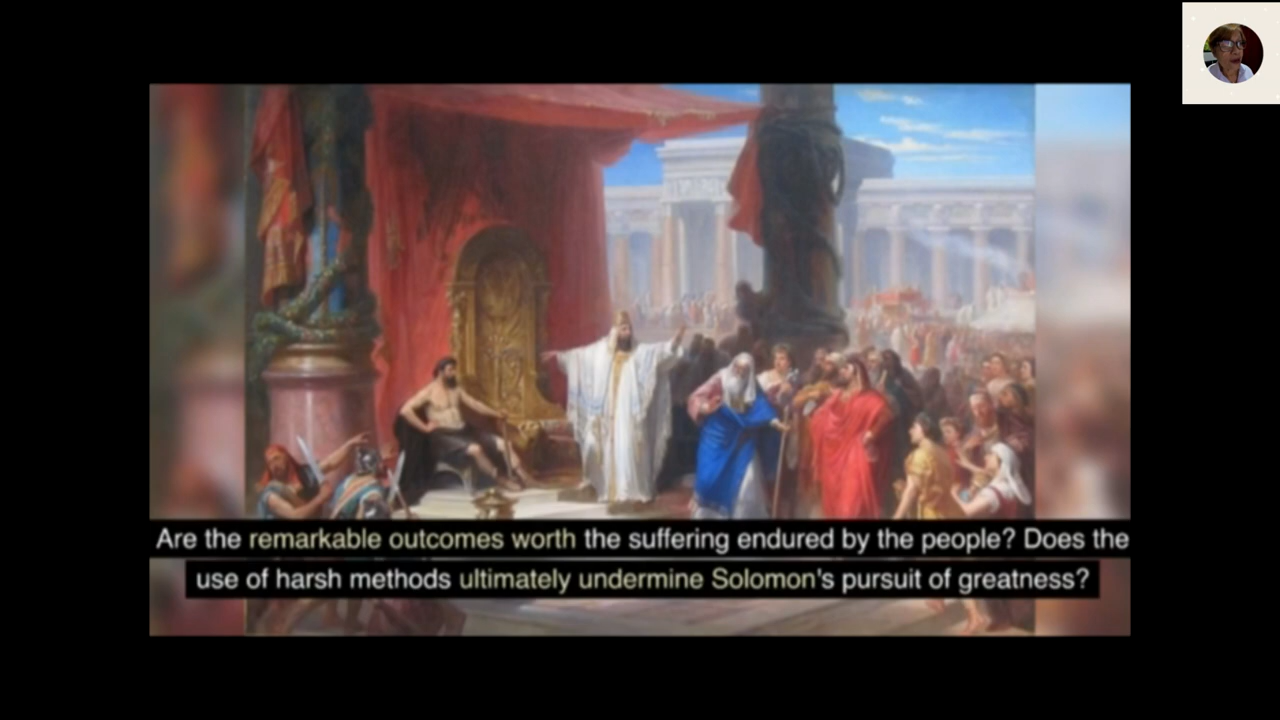 Are the remarkable outcomes worth the suffering endured by the people? Does the
use of harsh methods ultimately undermine Solomon's pursuit of greatness?